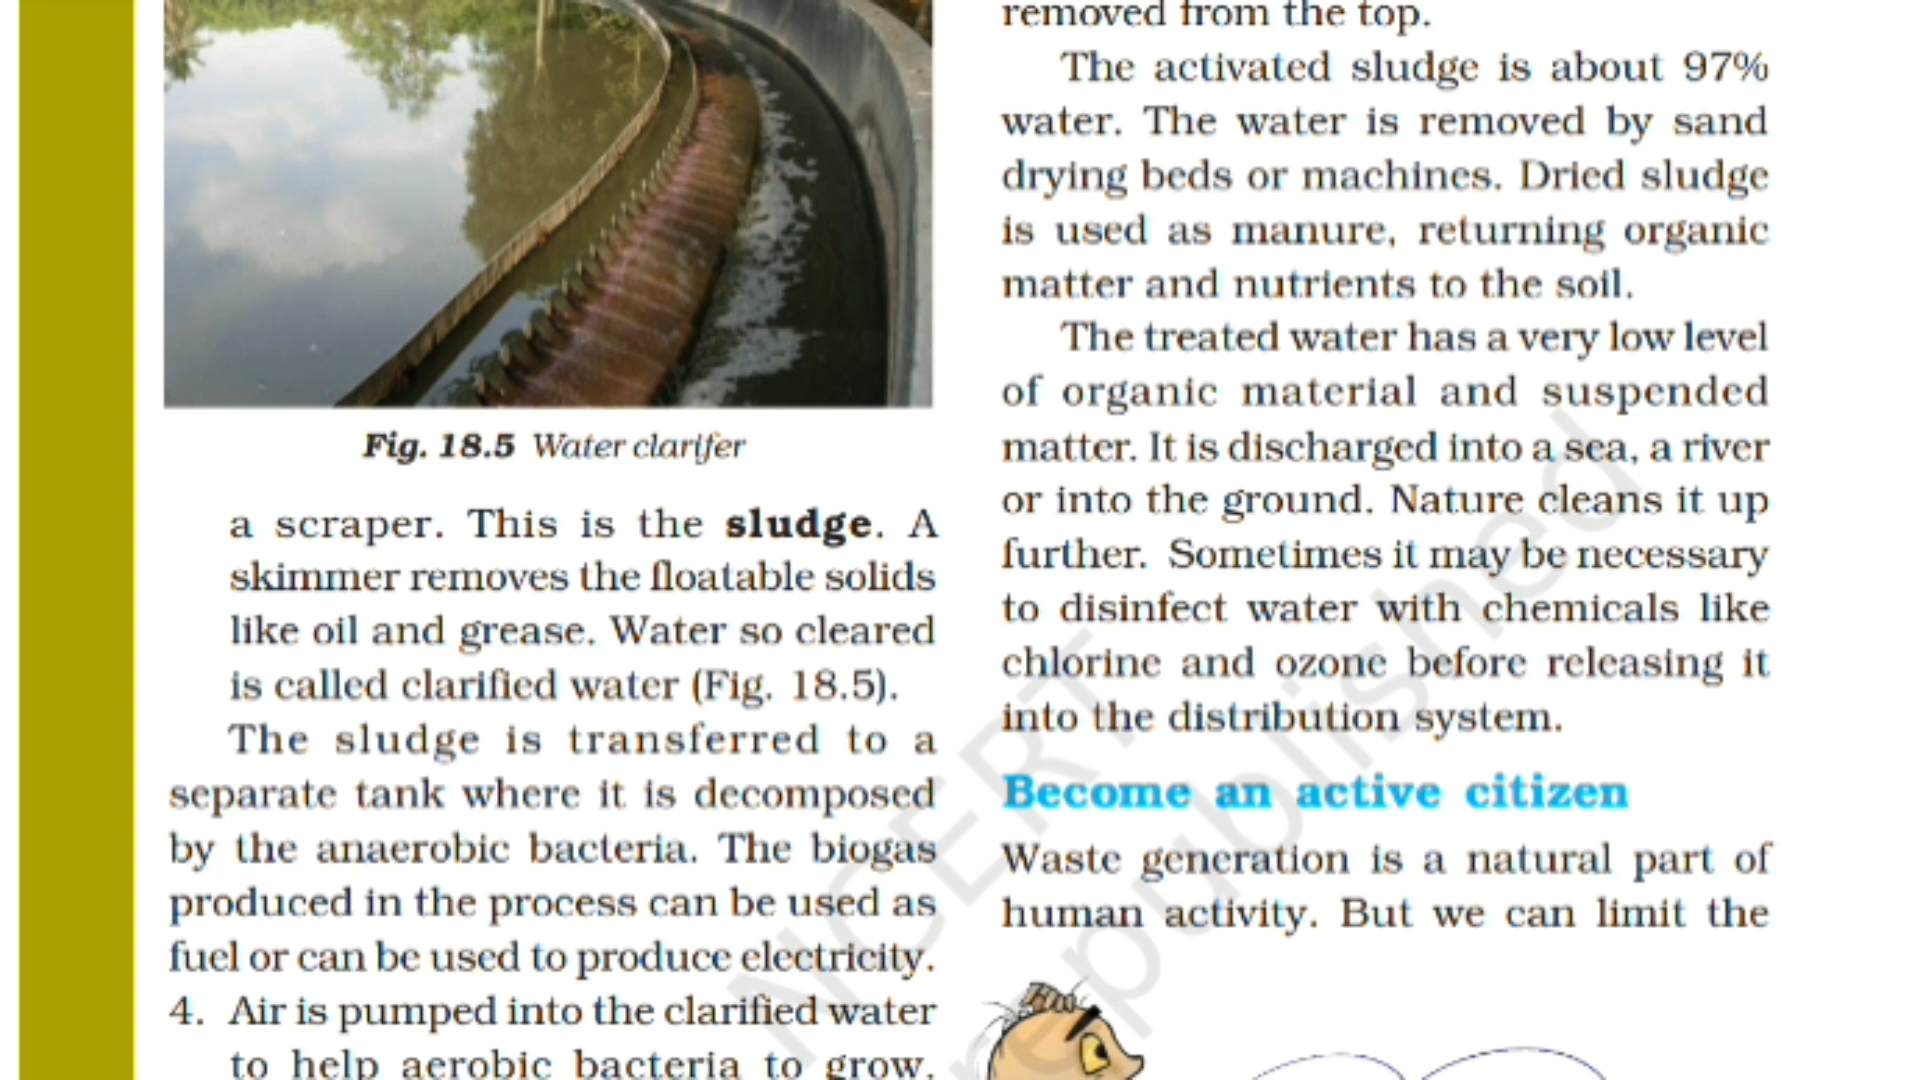 Fig. 18.5 Water clarifer
a scraper. This is the sludge. A
skimmer removes the floatable solids
like oil and grease. Water so cleared
is called clarified water (Fig. 18.5).
The sludge is transferred to a
separate tank where it is decomposed
by the anaerobic bacteria. The biogas
produced in the process can be used as
fuel or can be used to produce electricity.
4. Air is pumped into the clarified water
to help aerobic bacteria to grow.
removed from the top.
The activated sludge is about 97%
water. The water is removed by sand
drying beds or machines. Dried sludge
is used as manure, returning organic
matter and nutrients to the soil.
The treated water has a very low level
of organic material and suspended
matter. It is discharged into a sea, a river
or into the ground. Nature cleans it up
further. Sometimes it may be necessary
to disinfect water with chemicals like
chlorine and ozone before releasing it
into the distribution system.
Become an active citizen
Waste generation is a natural part of
human activity. But we can limit the
NCERT
republished